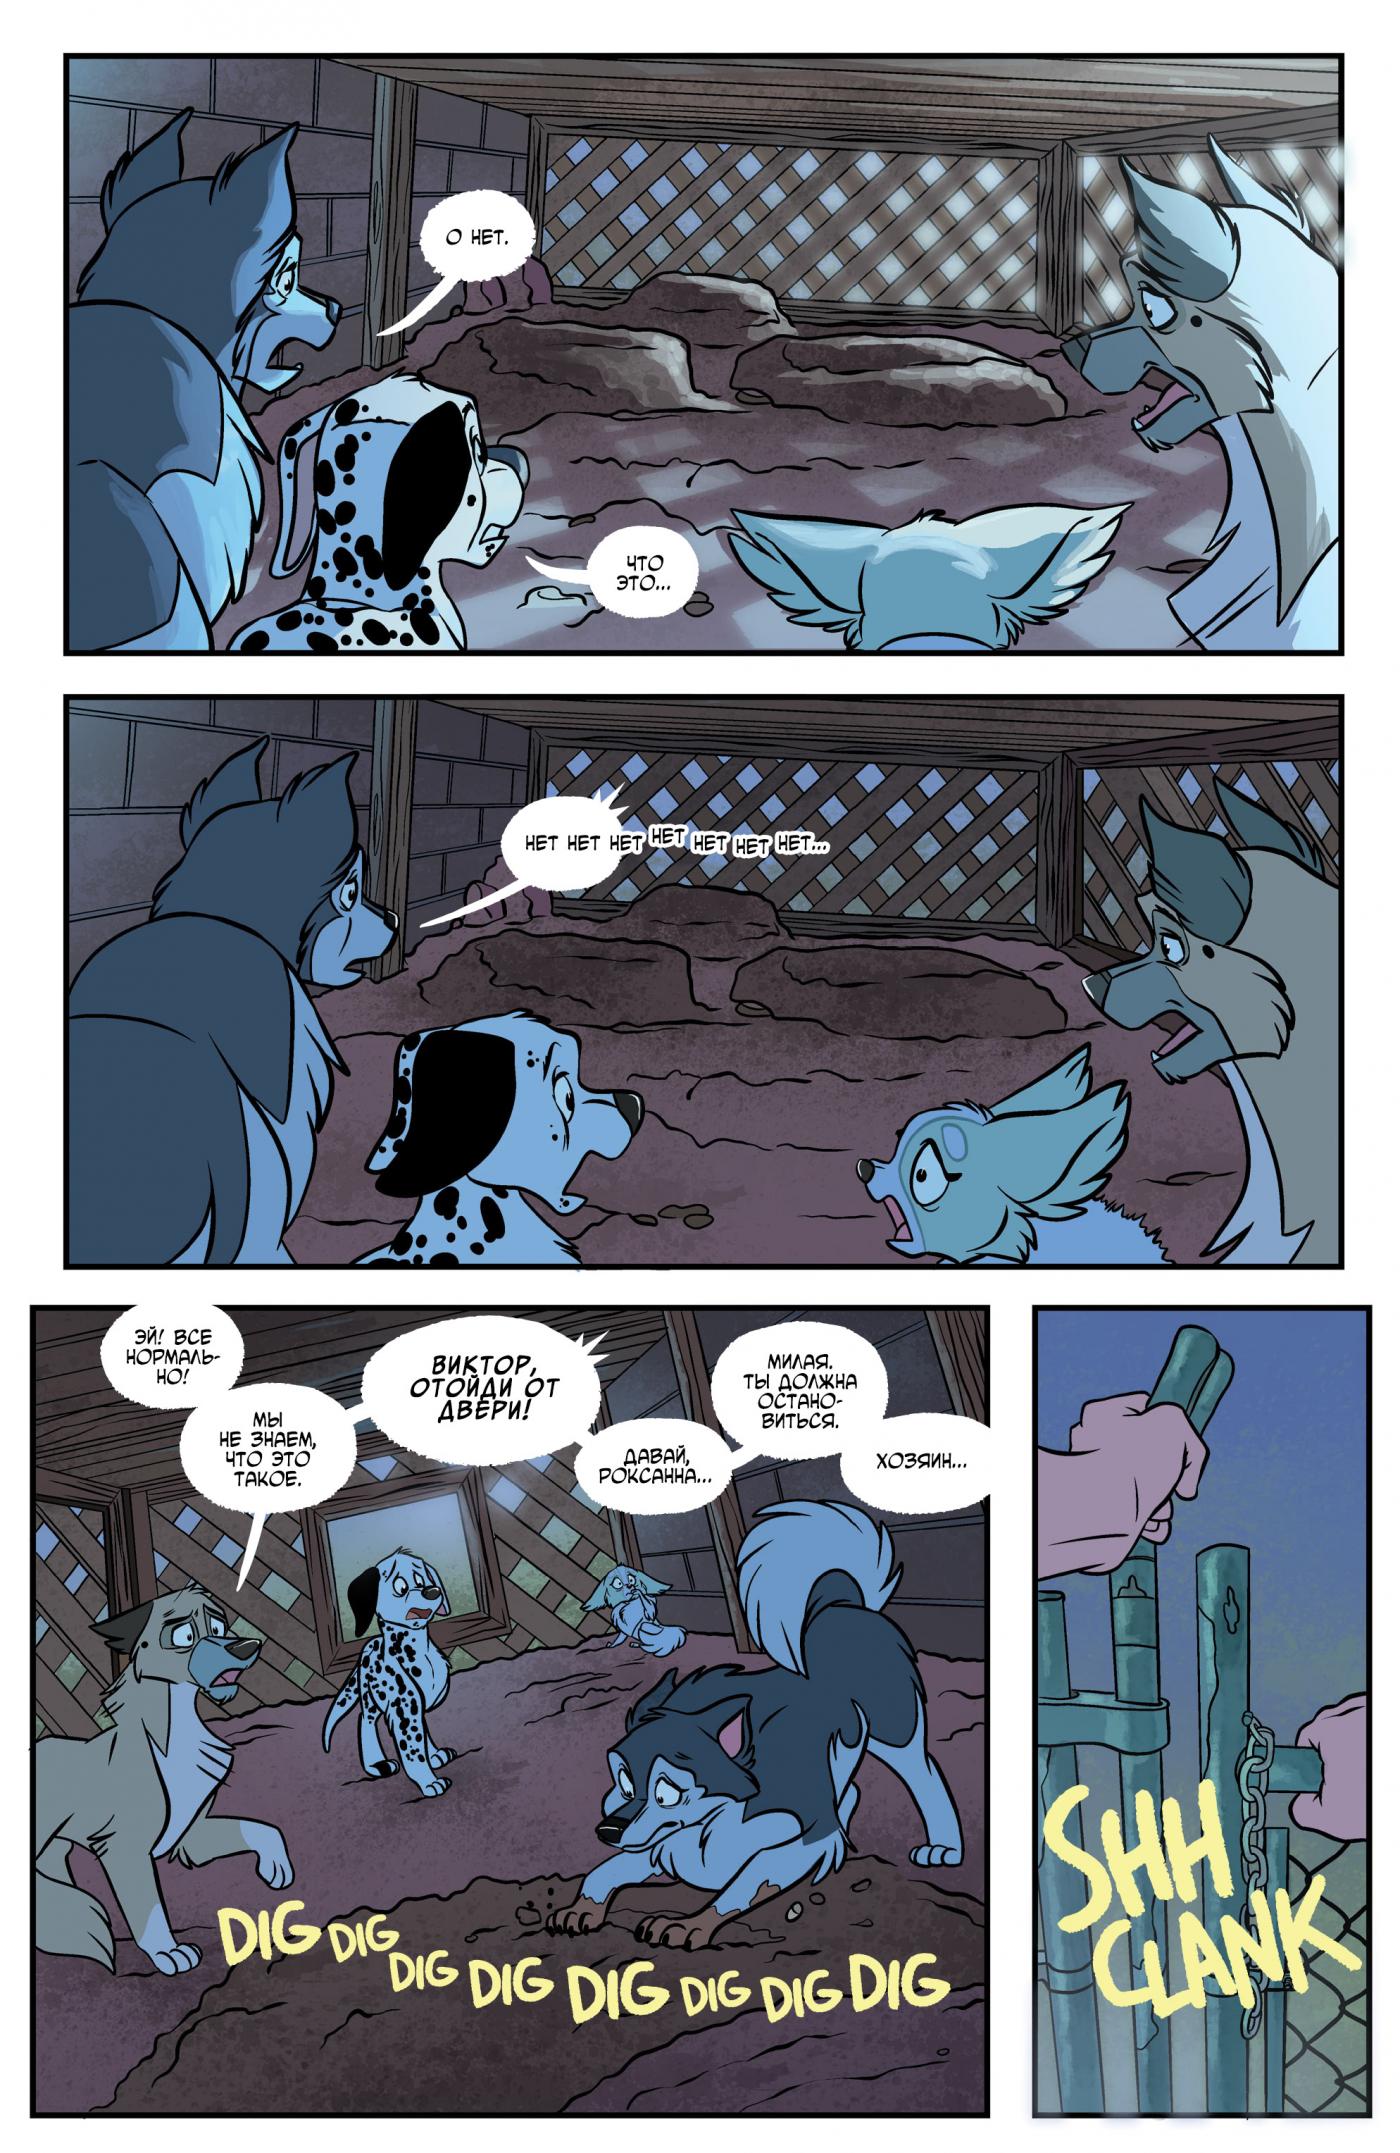 О НЕТ.
ЧТО
ЭТО...
НЕТ НЕТ НЕТ НЕТ НЕТ НЕТ НЕТ...
ЭЙ! ВСЕ
НОРМАЛЬ-
НО!
МЫ
НЕ ЗНАЕМ,
ЧТО ЭТО
ТАКОЕ.
ВИКТОР,
ОТОЙДИ ОТ
ДВЕРИ!
ДАВАЙ,
РОКСАННА...
МИЛАЯ.
ТЫ ДОЛЖНА
ОСТАНО-
ВИТЬСЯ.
ХОЗЯИН...
DIG DIG DIG DIG DIG DIG DIG DIG
SHH
CLANK